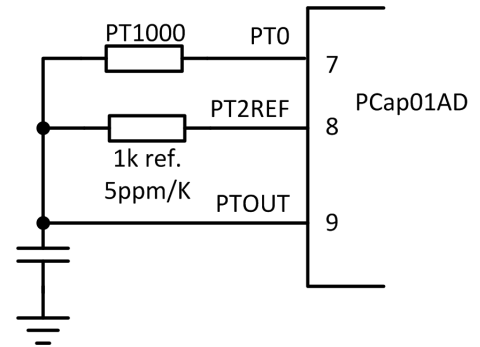 PT1000
PT0
7
PCap01AD
PT2REF
8
1k ref.
5ppm/K
PTOUT
9